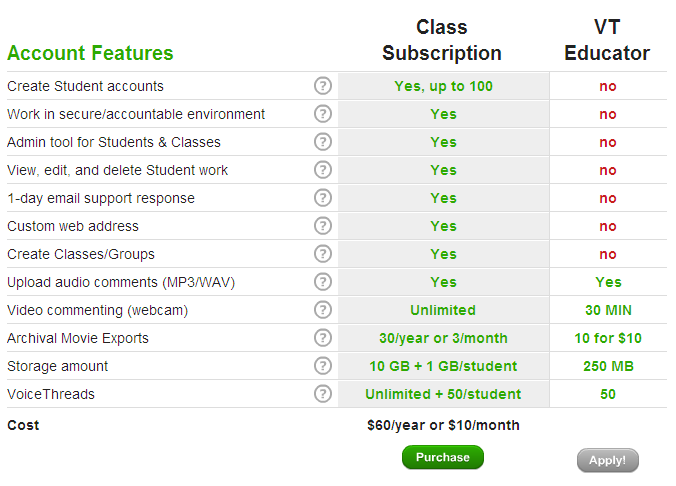 Account Features
Class Subscription
VT Educator
Create Student accounts ? Yes, up to 100 no
Work in secure/accountable environment ? Yes no
Admin tool for Students & Classes ? Yes no
View, edit, and delete Student work ? Yes no
1-day email support response ? Yes no
Custom web address ? Yes no
Create Classes/Groups ? Yes no
Upload audio comments (MP3/WAV) ? Yes Yes
Video commenting (webcam) ? Unlimited 30 MIN
Archival Movie Exports ? 30/year or 3/month 10 for $10
Storage amount ? 10 GB + 1 GB/student 250 MB
VoiceThreads ? Unlimited + 50/student 50
Cost $60/year or $10/month
Purchase Apply!